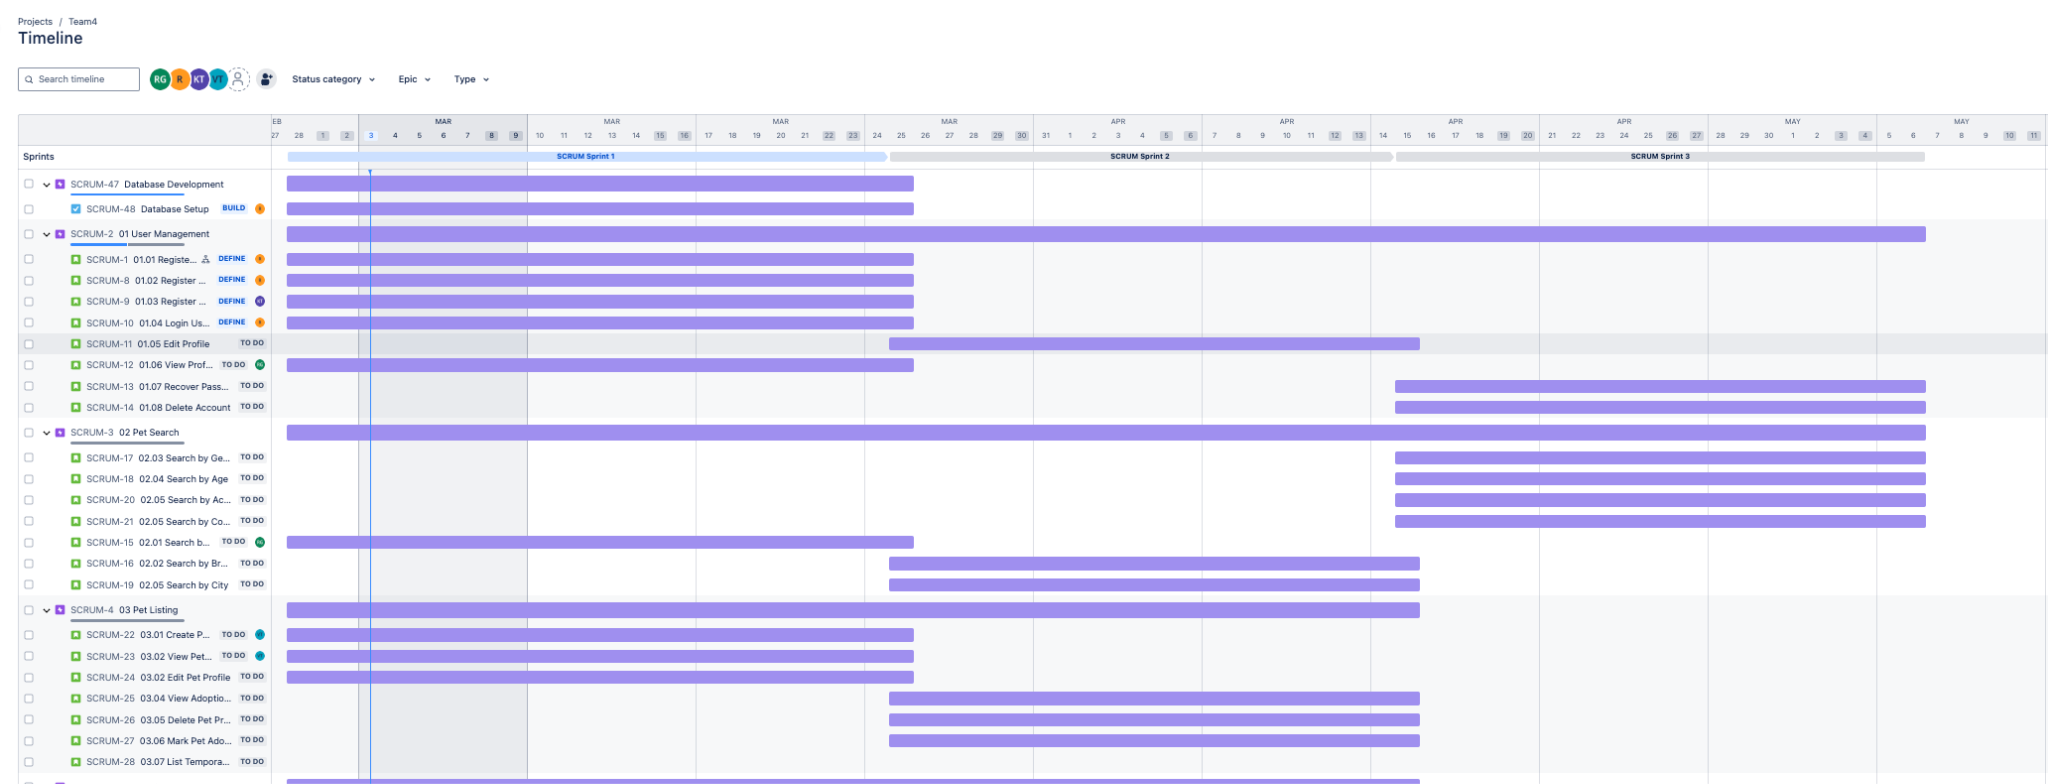 Projects / Team4
Timeline
Search timeline RG R KT VT Status category Epic Type
EB MAR MAR MAR MAR APR APR APR APR MAY MAY
27 28 1 2 3 4 5 6 7 8 9 10 11 12 13 14 15 16 17 18 19 20 21 22 23 24 25 26 27 28 29 30 31 1 2 3 4 5 6 7 8 9 10 11 12 13 14 15 16 17 18 19 20 21 22 23 24 25 26 27 28 29 30 1 2 3 4 5 6 7 8 9 10 11
Sprints SCRUM Sprint 1 SCRUM Sprint 2 SCRUM Sprint 3
SCRUM-47 Database Development
SCRUM-48 Database Setup BUILD
SCRUM-2 01 User Management
SCRUM-1 01.01 Registe... DEFINE
SCRUM-8 01.02 Register ... DEFINE
SCRUM-9 01.03 Register ... DEFINE
SCRUM-10 01.04 Login Us... DEFINE
SCRUM-11 01.05 Edit Profile TO DO
SCRUM-12 01.06 View Prof... TO DO
SCRUM-13 01.07 Recover Pass... TO DO
SCRUM-14 01.08 Delete Account TO DO
SCRUM-3 02 Pet Search
SCRUM-17 02.03 Search by Ge... TO DO
SCRUM-18 02.04 Search by Age TO DO
SCRUM-20 02.05 Search by Ac... TO DO
SCRUM-21 02.05 Search by Co... TO DO
SCRUM-15 02.01 Search b... TO DO
SCRUM-16 02.02 Search by Br... TO DO
SCRUM-19 02.05 Search by City TO DO
SCRUM-4 03 Pet Listing
SCRUM-22 03.01 Create P... TO DO
SCRUM-23 03.02 View Pet... TO DO
SCRUM-24 03.02 Edit Pet Profile TO DO
SCRUM-25 03.04 View Adoptio... TO DO
SCRUM-26 03.05 Delete Pet Pr... TO DO
SCRUM-27 03.06 Mark Pet Ado... TO DO
SCRUM-28 03.07 List Tempora... TO DO